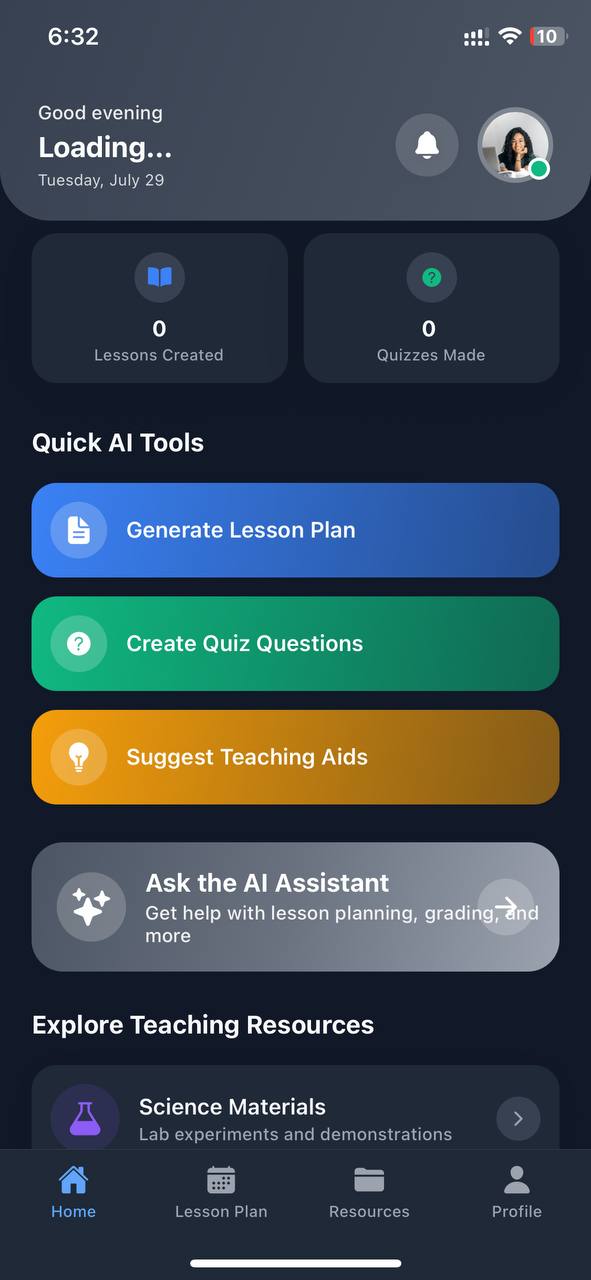 6:32
10
Good evening
Loading...
Tuesday, July 29
0
Lessons Created
0
Quizzes Made
Quick AI Tools
Generate Lesson Plan
Create Quiz Questions
Suggest Teaching Aids
Ask the AI Assistant
Get help with lesson planning, grading, and
more
Explore Teaching Resources
Science Materials
Lab experiments and demonstrations
Home
Lesson Plan
Resources
Profile